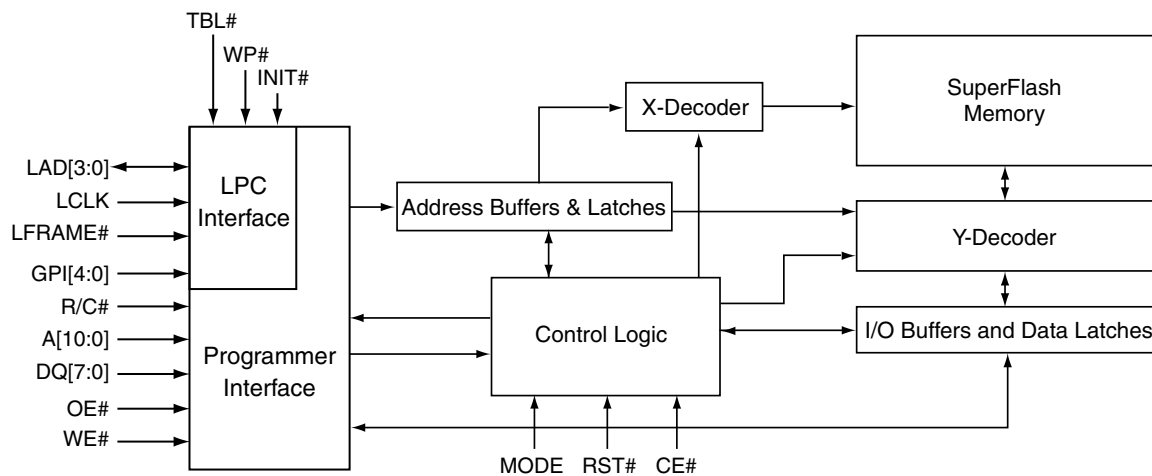 TBL#
WP#
INIT#
SuperFlash
Memory
X-Decoder
LAD[3:0]
LPC
Interface
LCLK
Address Buffers & Latches
LFRAME#
Y-Decoder
GPI[4:0]
R/C#
Control Logic
I/O Buffers and Data Latches
A[10:0]
Programmer
Interface
DQ[7:0]
OE#
WE#
MODE
RST#
CE#